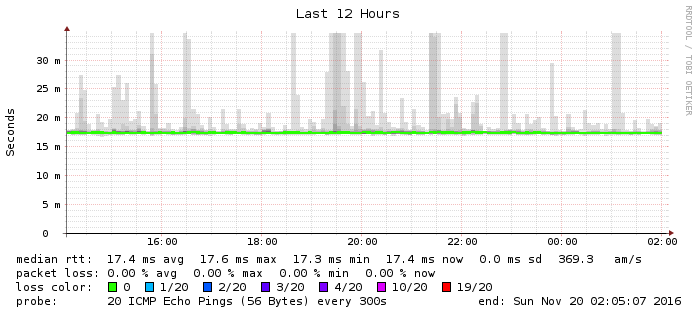 Last 12 Hours
RRDTOOL / TOBI OETIKER
Seconds
30 m
25 m
20 m
15 m
10 m
5 m
0
16:00 18:00 20:00 22:00 00:00 02:00
median rtt: 17.4 ms avg 17.6 ms max 17.3 ms min 17.4 ms now 0.0 ms sd 369.3 am/s
packet loss: 0.00 % avg 0.00 % max 0.00 % min 0.00 % now
loss color: 0 1/20 2/20 3/20 4/20 10/20 19/20
probe: 20 ICMP Echo Pings (56 Bytes) every 300s end: Sun Nov 20 02:05:07 2016